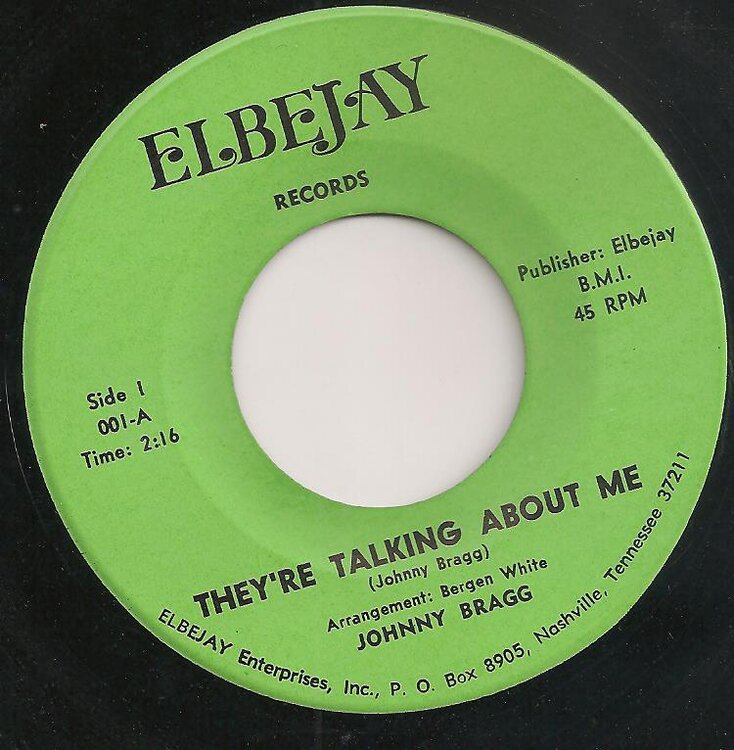 ELBEJAY
RECORDS
Publisher: Elbejay
B.M.I.
45 RPM
Side 1
001-A
Time: 2:16
THEY'RE TALKING ABOUT ME
(Johnny Bragg)
Arrangement: Bergen White
JOHNNY BRAGG
ELBEJAY Enterprises, Inc., P. O. Box 8905, Nashville, Tennessee 37211